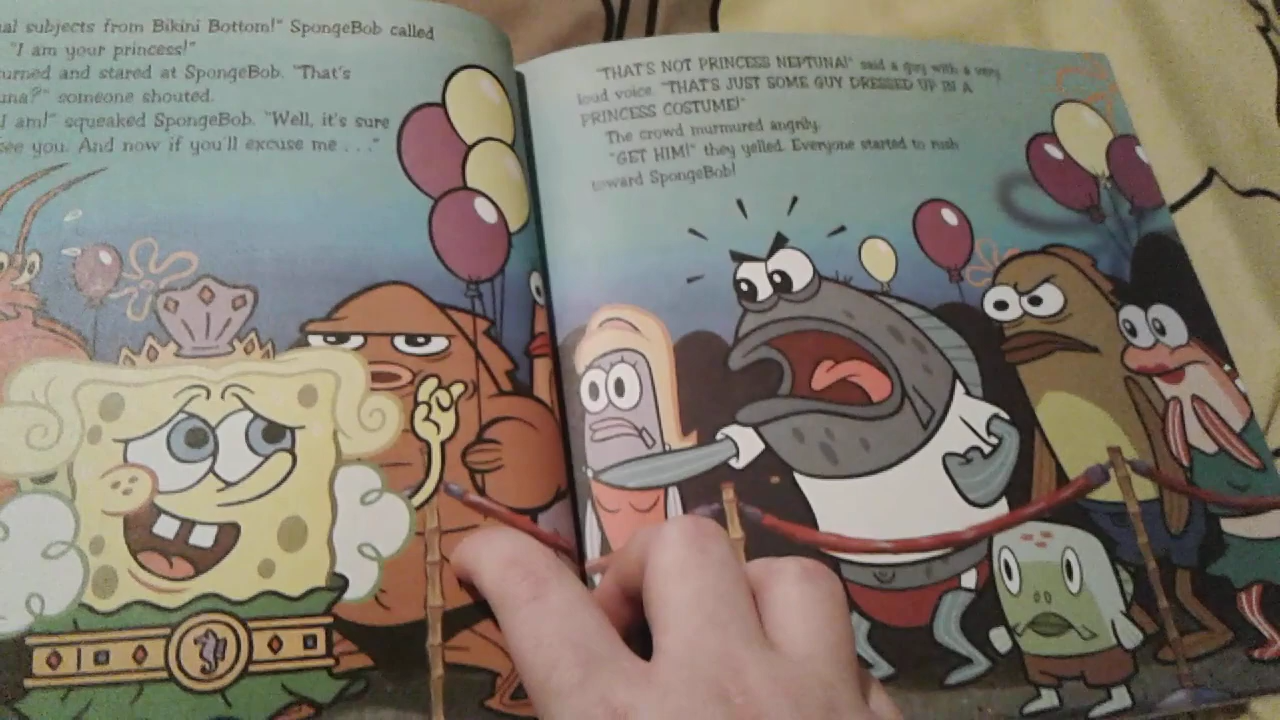 subjects from Bikini Bottom!" SpongeBob called
"I am your princess!"
and stared at SpongeBob. "That's
someone shouted.
I am!" squeaked SpongeBob. "Well, it's sure
see you. And now if you'll excuse me . . ."
"THAT'S NOT PRINCESS NEPTUNA!" said a guy with a very
loud voice. "THAT'S JUST SOME GUY DRESSED UP IN A
PRINCESS COSTUME!"
The crowd murmured angrily.
"GET HIM!" they yelled. Everyone started to rush
toward SpongeBob!